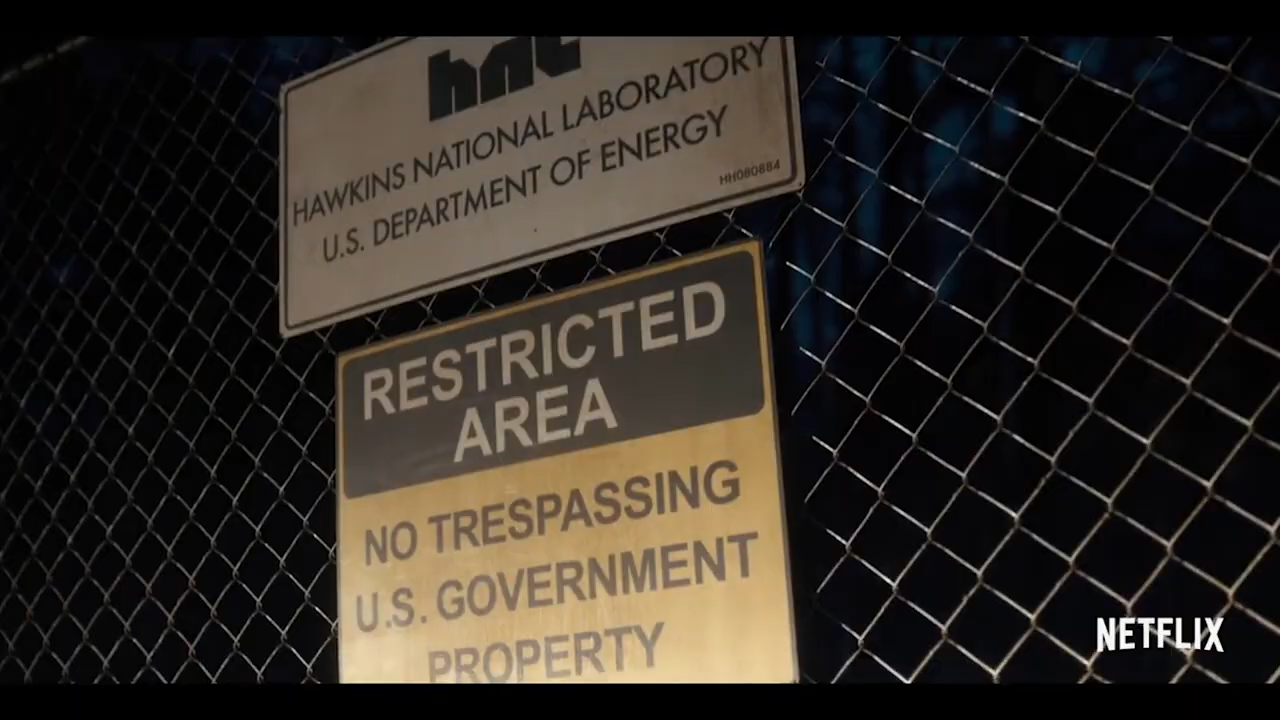 hnl
HAWKINS NATIONAL LABORATORY
U.S. DEPARTMENT OF ENERGY
HH080884
RESTRICTED
AREA
NO TRESPASSING
U.S. GOVERNMENT
PROPERTY
NETFLIX